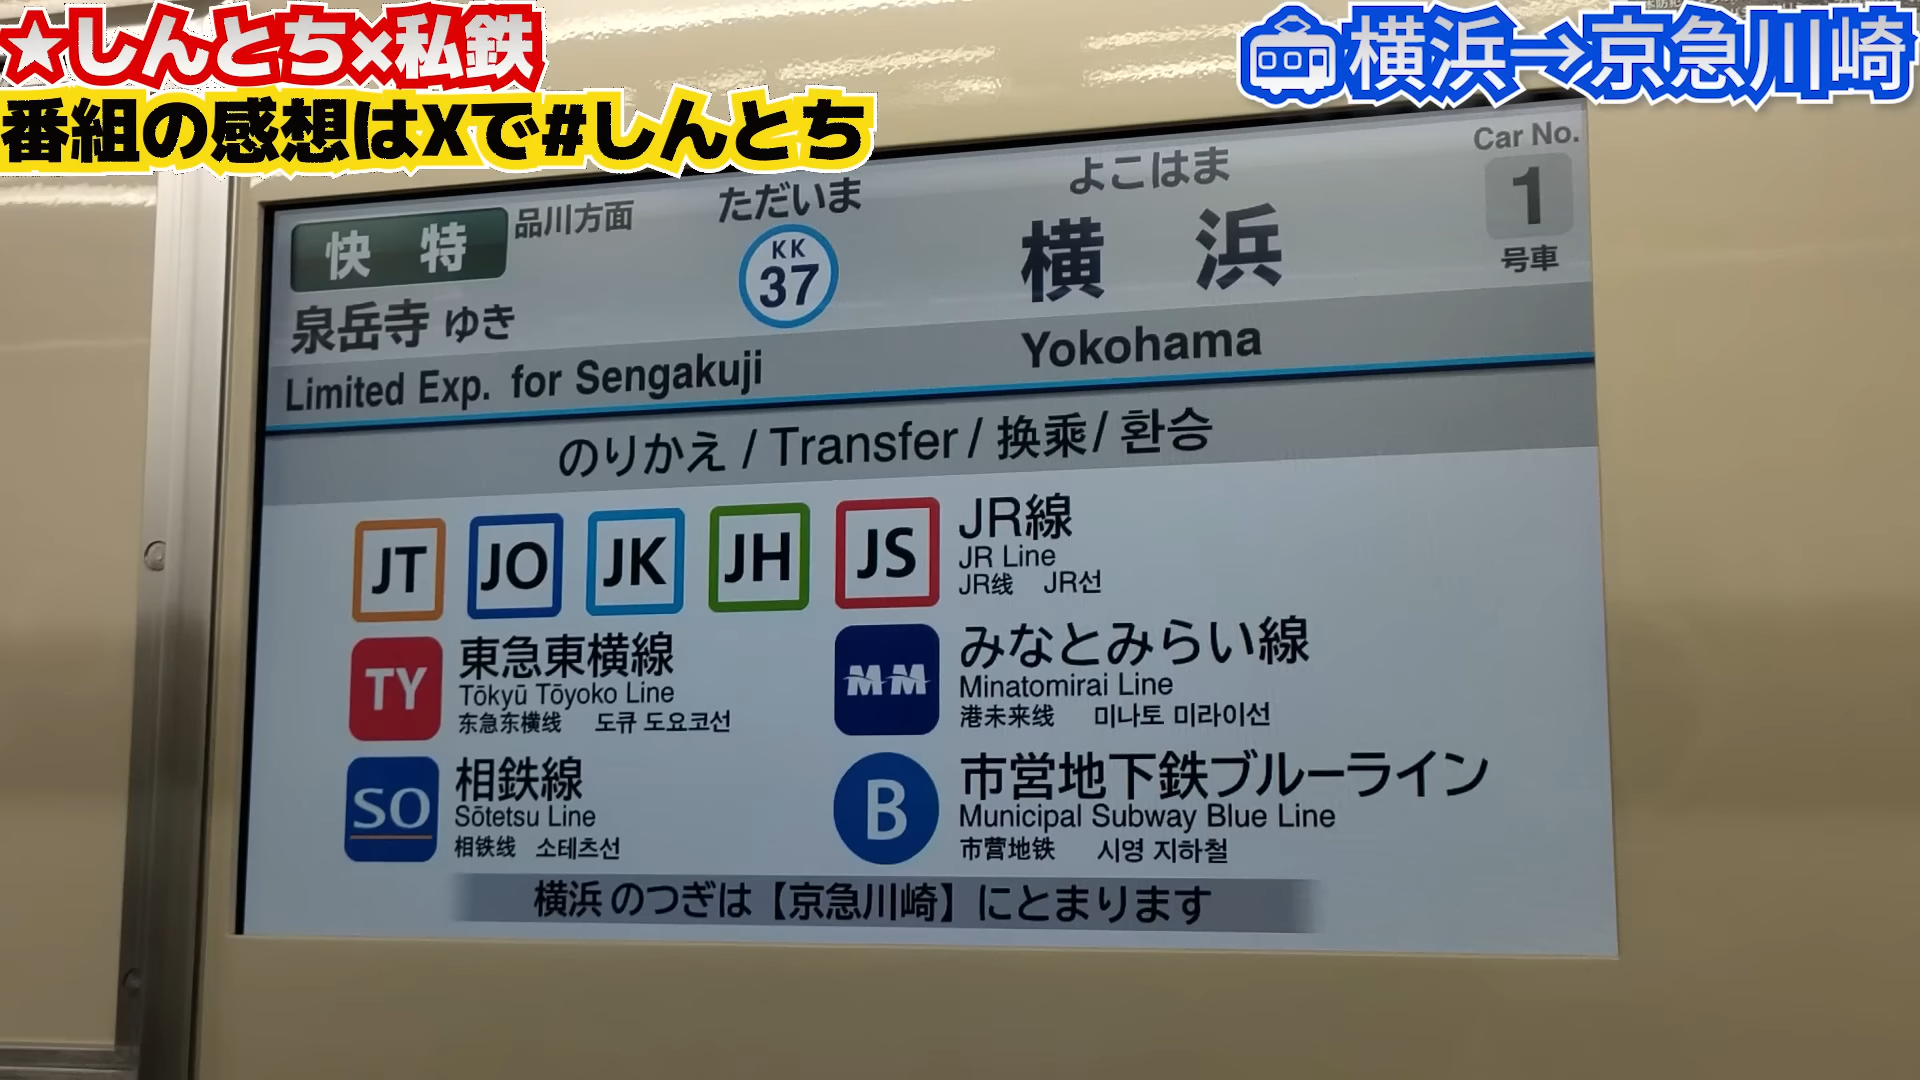 ★しんとち×私鉄
番組の感想はXで#しんとち
横浜→京急川崎
快特
品川方面
泉岳寺 ゆき
Limited Exp. for Sengakuji
ただいま
KK
37
よこはま
横浜
Yokohama
Car No.
1
号車
のりかえ / Transfer / 換乘 / 환승
JT JO JK JH JS
JR線
JR Line
JR线 JR선
TY
東急東横線
Tōkyū Tōyoko Line
东急东横线 도큐 도요코선
MM
みなとみらい線
Minatomirai Line
港未来线 미나토 미라이선
SO
相鉄線
Sōtetsu Line
相铁线 소테츠선
B
市営地下鉄ブルーライン
Municipal Subway Blue Line
市营地铁 시영 지하철
横浜 のつぎは【京急川崎】にとまります